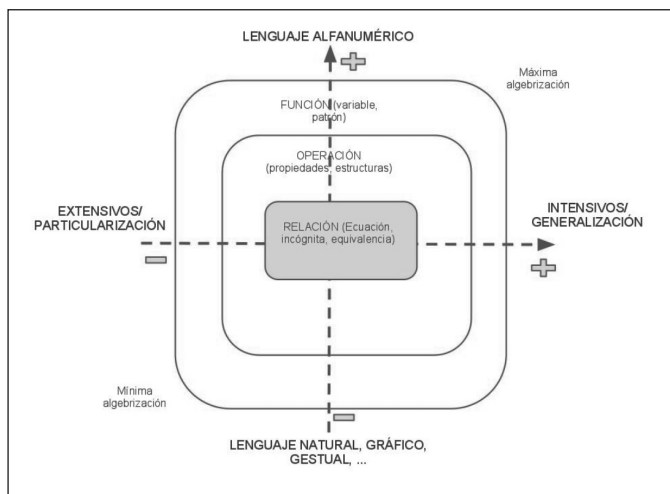 LENGUAJE ALFANUMÉRICO
Máxima
algebrización
FUNCIÓN (variable,
patrón)
OPERACIÓN
(propiedades, estructuras)
EXTENSIVOS/
PARTICULARIZACIÓN
RELACIÓN (Ecuación,
incógnita, equivalencia)
INTENSIVOS/
GENERALIZACIÓN
Mínima
algebrización
LENGUAJE NATURAL, GRÁFICO,
GESTUAL, ...